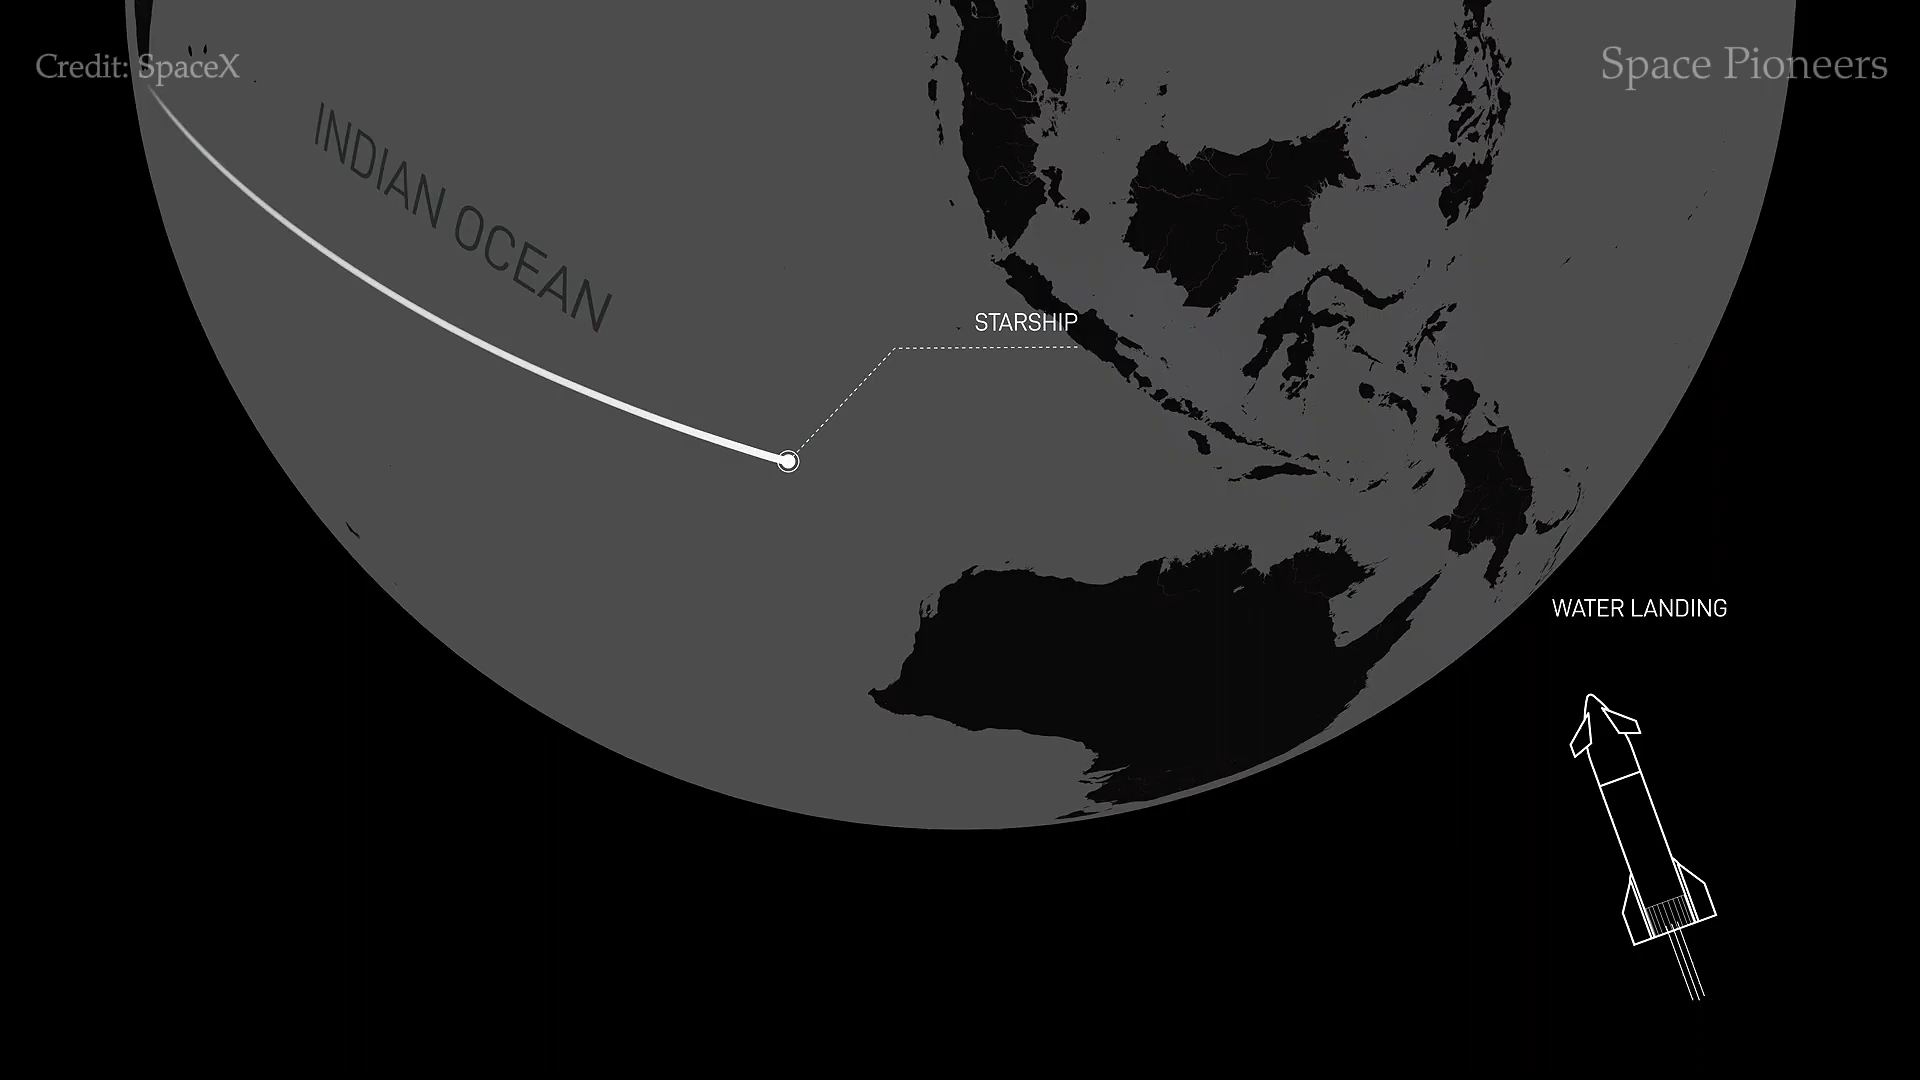 Credit: SpaceX
Space Pioneers
INDIAN OCEAN
STARSHIP
WATER LANDING